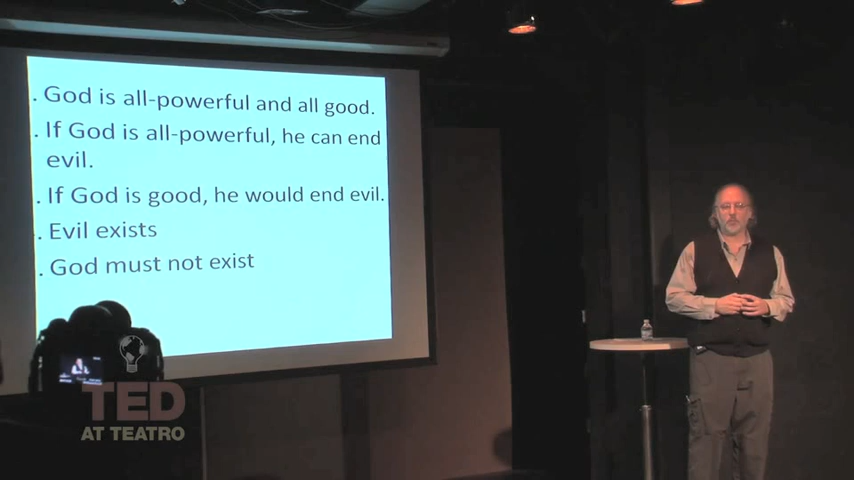 . God is all-powerful and all good.
. If God is all-powerful, he can end
evil.
. If God is good, he would end evil.
. Evil exists
. God must not exist
TED
AT TEATRO